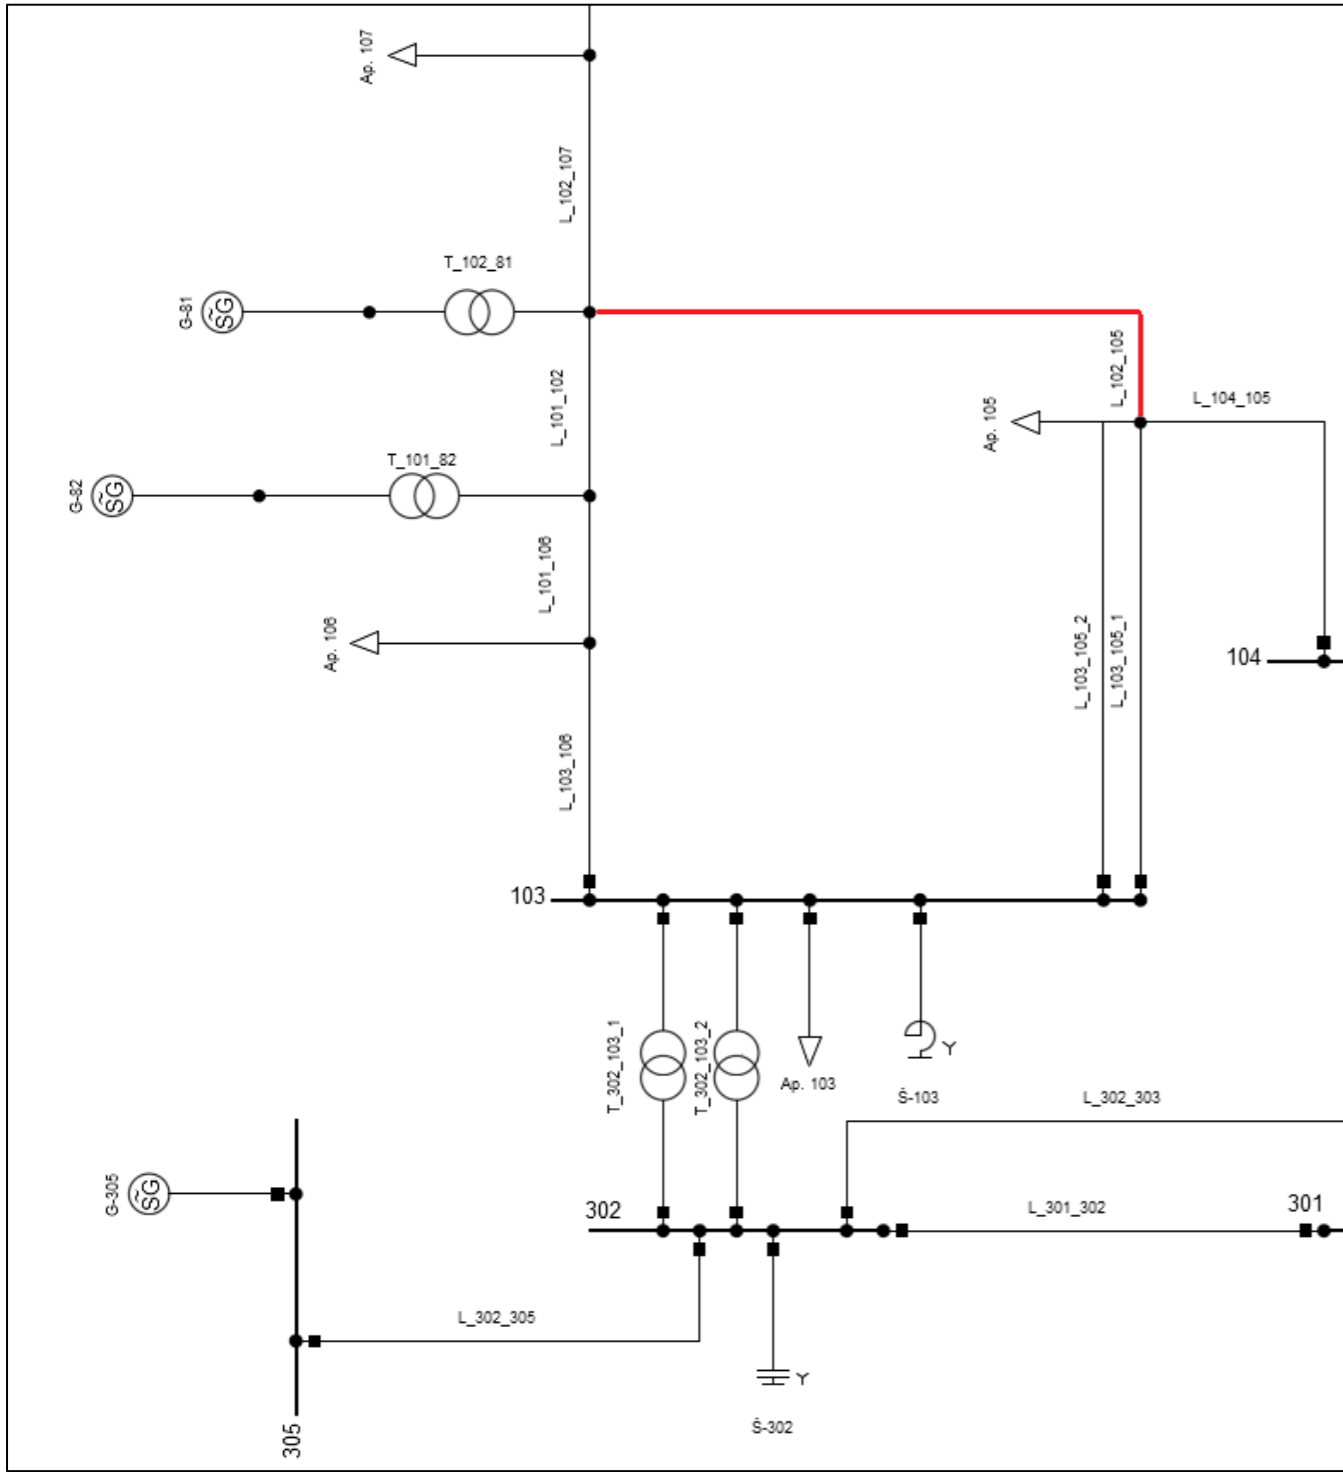 Ap. 107
L_102_107
T_102_81
G-81
SG
L_102_105
L_104_105
L_101_102
Ap. 105
T_101_82
G-82
SG
L_101_106
Ap. 106
L_103_105_2
L_103_105_1
104
L_103_106
103
T_302_103_1
T_302_103_2
Ap. 103
Y
Š-103
L_302_303
G-305
SG
302
L_301_302
301
L_302_305
Y
Š-302
305